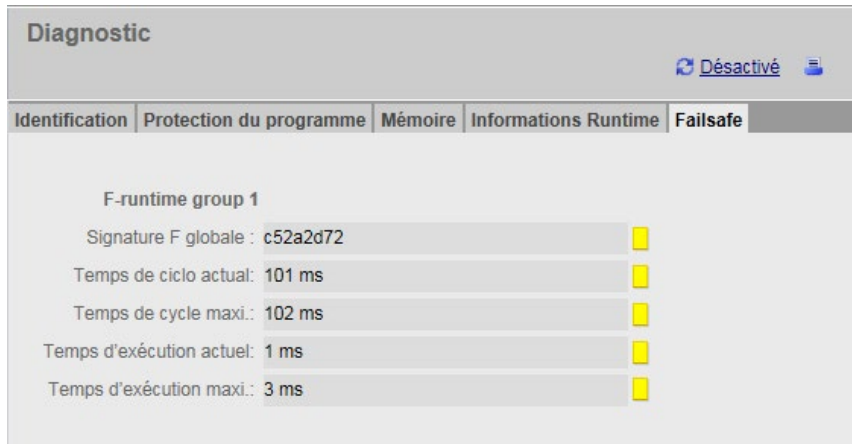 Diagnostic
Désactivé
Identification Protection du programme Mémoire Informations Runtime Failsafe
F-runtime group 1
Signature F globale : c52a2d72
Temps de ciclo actual: 101 ms
Temps de cycle maxi.: 102 ms
Temps d'exécution actuel: 1 ms
Temps d'exécution maxi.: 3 ms